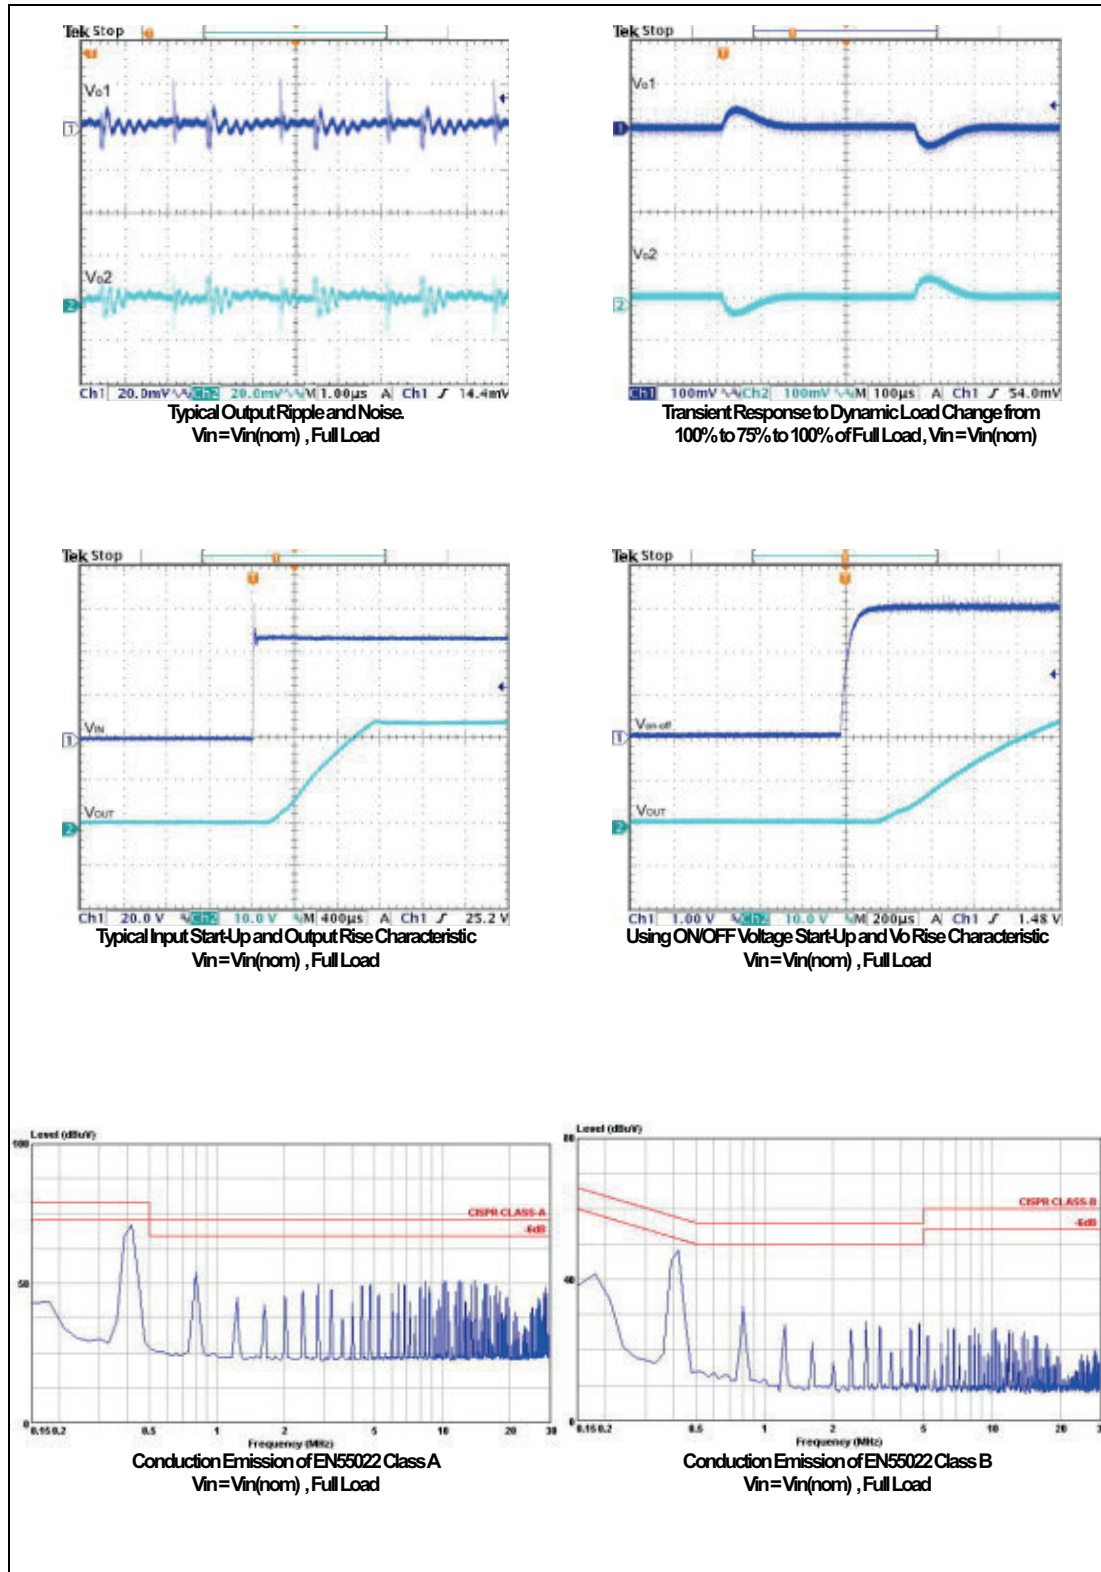 Tek Stop
T
Vo1
1
Vo2
2
Ch1 20.0mV Ch2 20.0mV M 1.00µs A Ch1 14.4mV
Typical Output Ripple and Noise.
Vin = Vin(nom) , Full Load
Tek Stop
T
Vo1
1
Vo2
2
Ch1 100mV Ch2 100mV M 100µs A Ch1 54.0mV
Transient Response to Dynamic Load Change from
100% to 75% to 100% of Full Load , Vin = Vin(nom)
Tek Stop
T
VIN
1
VOUT
2
Ch1 20.0 V Ch2 10.0 V M 400µs A Ch1 25.2 V
Typical Input Start-Up and Output Rise Characteristic
Vin = Vin(nom) , Full Load
Tek Stop
T
Von-off
1
VOUT
2
Ch1 1.00 V Ch2 10.0 V M 200µs A Ch1 1.48 V
Using ON/OFF Voltage Start-Up and Vo Rise Characteristic
Vin = Vin(nom) , Full Load
Level (dBuV)
100
CISPR CLASS-A
-6dB
50
0
0.15 0.2 0.5 1 2 5 10 20 30
Frequency (MHz)
Conduction Emission of EN55022 Class A
Vin = Vin(nom) , Full Load
Level (dBuV)
80
CISPR CLASS-B
-6dB
40
0
0.15 0.2 0.5 1 2 5 10 20 30
Frequency (MHz)
Conduction Emission of EN55022 Class B
Vin = Vin(nom) , Full Load